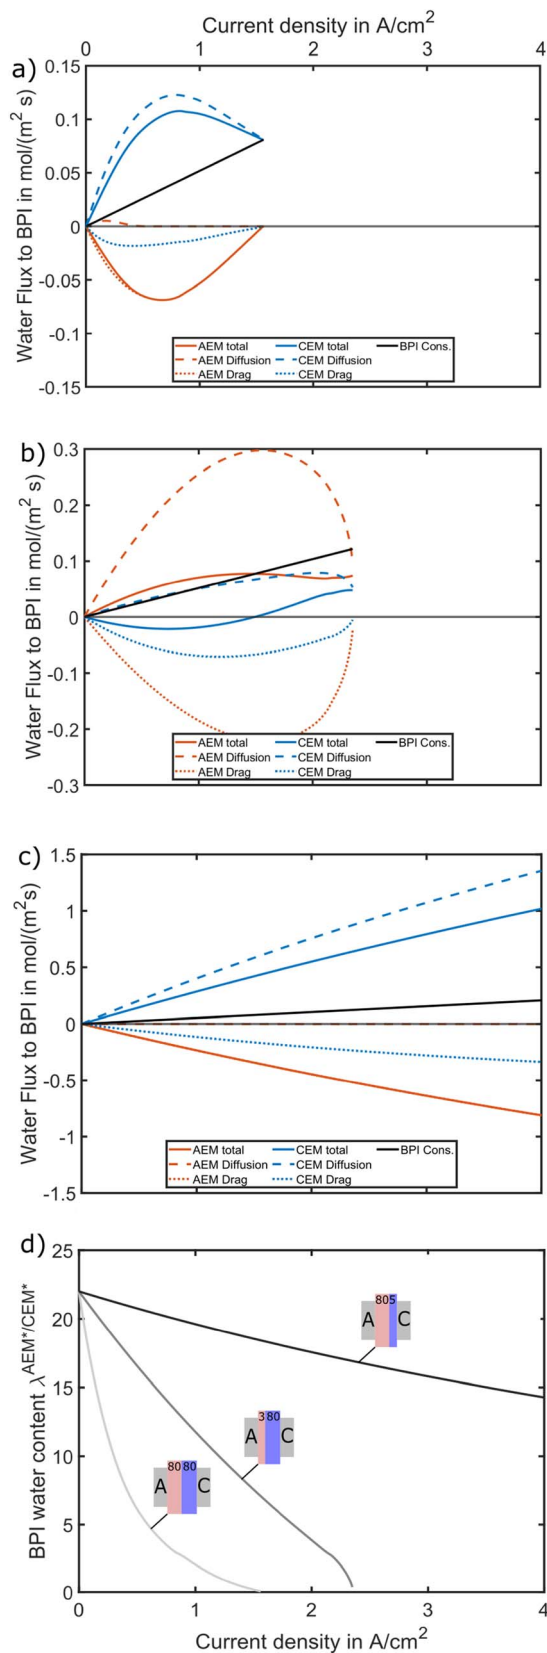 Current density in A/cm²
0 1 2 3 4
a)
Water Flux to BPI in mol/(m² s)
0.15
0.1
0.05
0
-0.05
-0.1
-0.15
AEM total CEM total BPI Cons.
AEM Diffusion CEM Diffusion
AEM Drag CEM Drag
b)
Water Flux to BPI in mol/(m² s)
0.3
0.2
0.1
0
-0.1
-0.2
-0.3
AEM total CEM total BPI Cons.
AEM Diffusion CEM Diffusion
AEM Drag CEM Drag
c)
Water Flux to BPI in mol/(m²s)
1.5
1
0.5
0
-0.5
-1
-1.5
AEM total CEM total BPI Cons.
AEM Diffusion CEM Diffusion
AEM Drag CEM Drag
d)
BPI water content λ^AEM*/CEM*
25
20
15
10
5
0
805
A C
3 80
A C
80 80
A C
0 1 2 3 4
Current density in A/cm²